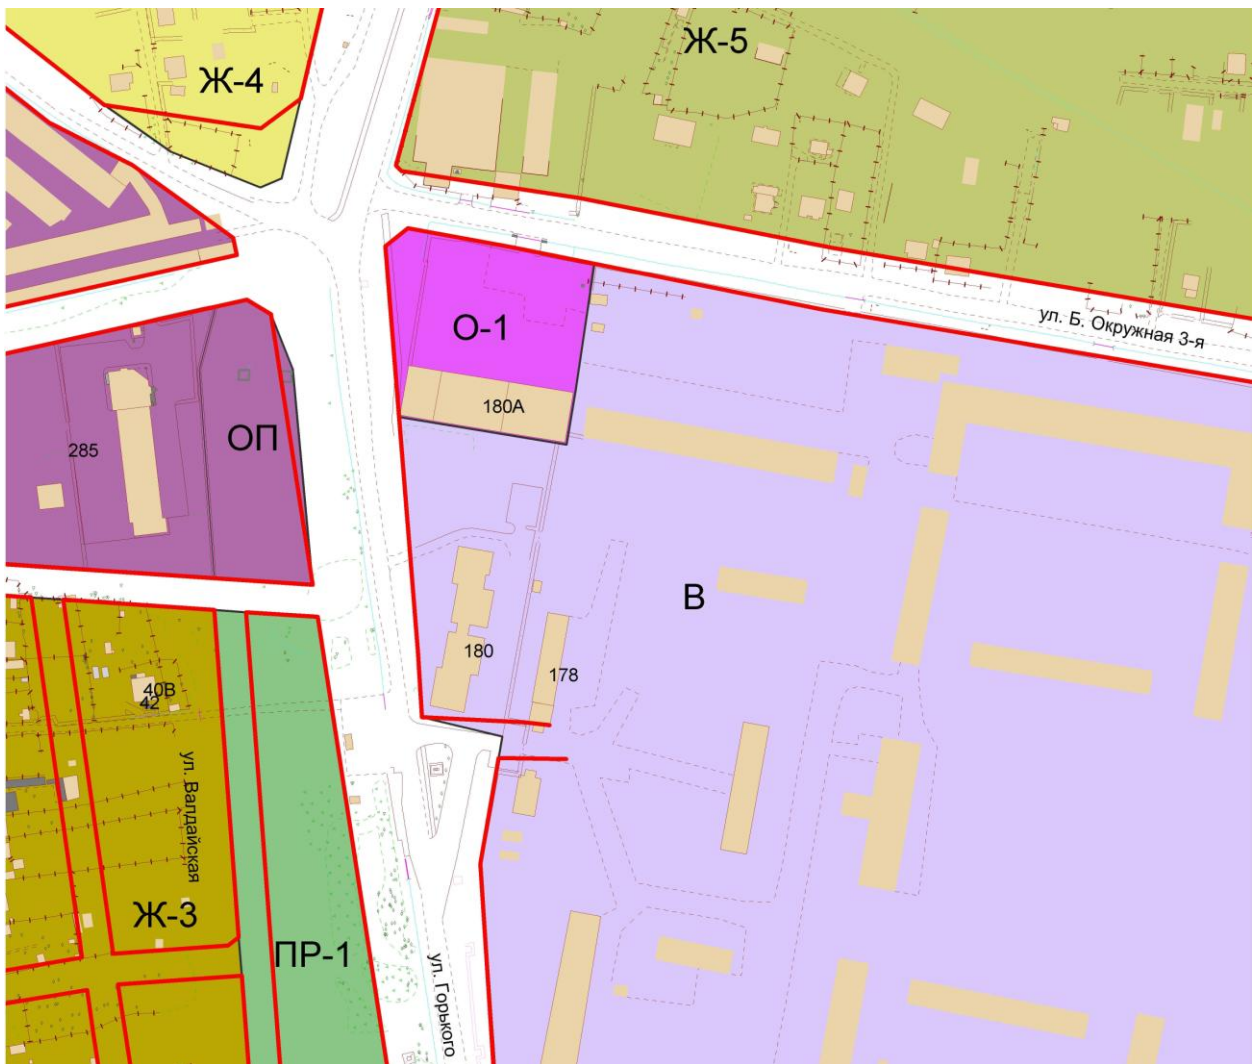 Ж-5
Ж-4
ул. Б. Окружная 3-я
О-1
180А
ОП
285
В
180
178
40В
42
ул. Валдайская
Ж-3
ПР-1
ул. Горького